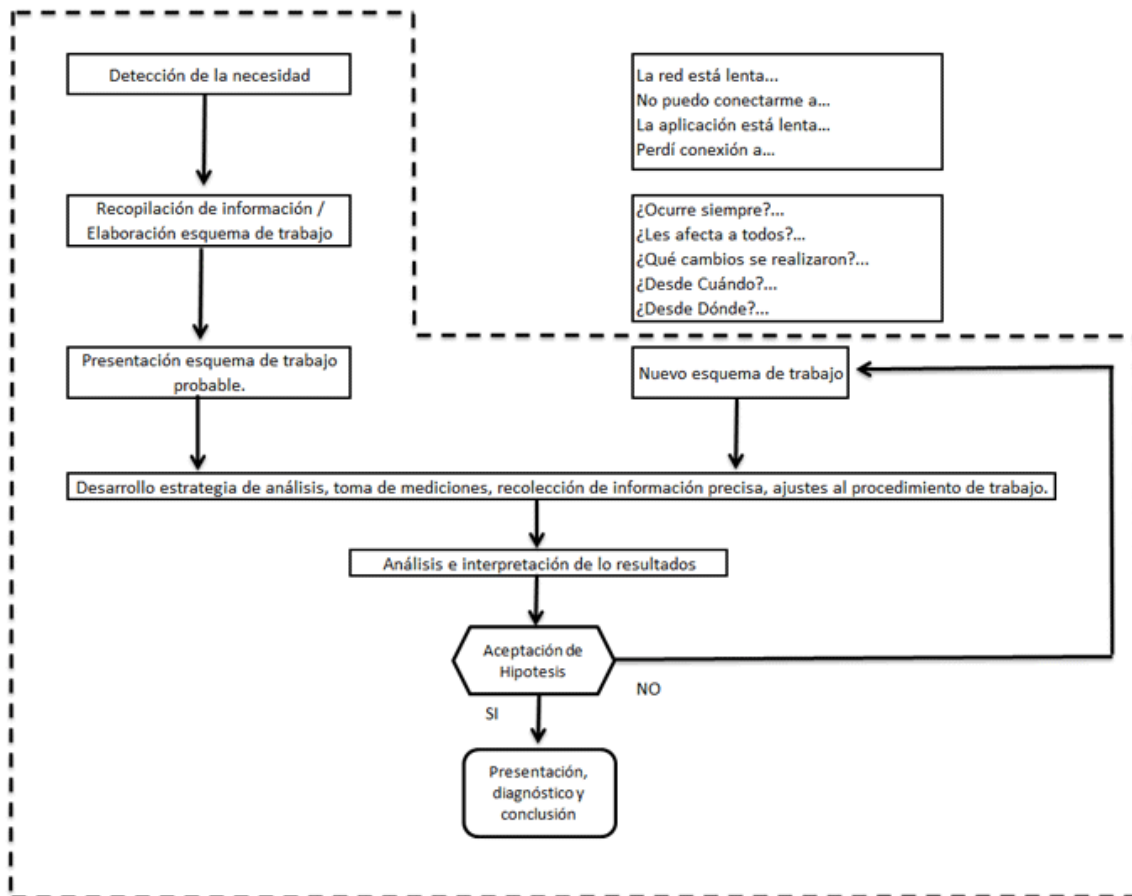 Detección de la necesidad
La red está lenta...
No puedo conectarme a...
La aplicación está lenta...
Perdí conexión a...
Recopilación de información /
Elaboración esquema de trabajo
¿Ocurre siempre?...
¿Les afecta a todos?...
¿Qué cambios se realizaron?...
¿Desde Cuándo?...
¿Desde Dónde?...
Presentación esquema de trabajo
probable.
Nuevo esquema de trabajo
Desarrollo estrategia de análisis, toma de mediciones, recolección de información precisa, ajustes al procedimiento de trabajo.
Análisis e interpretación de lo resultados
Aceptación de
Hipotesis
NO
SI
Presentación,
diagnóstico y
conclusión